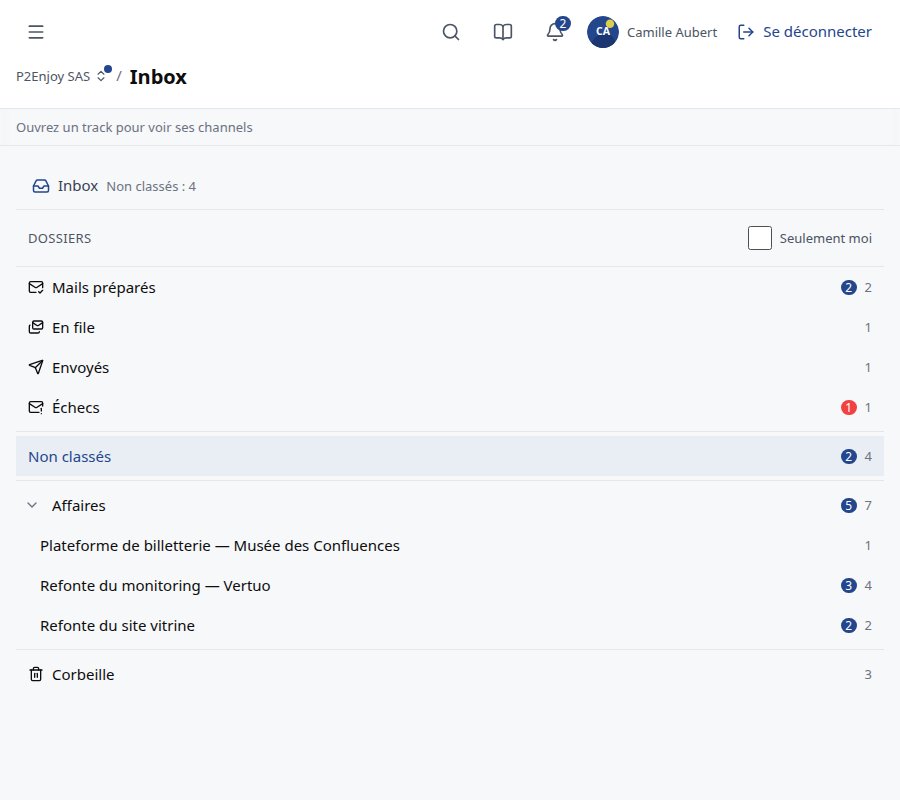 2
CA Camille Aubert Se déconnecter
P2Enjoy SAS / Inbox
Ouvrez un track pour voir ses channels
Inbox Non classés : 4
DOSSIERS Seulement moi
Mails préparés 2 2
En file 1
Envoyés 1
Échecs 1 1
Non classés 2 4
Affaires 5 7
Plateforme de billetterie — Musée des Confluences 1
Refonte du monitoring — Vertuo 3 4
Refonte du site vitrine 2 2
Corbeille 3